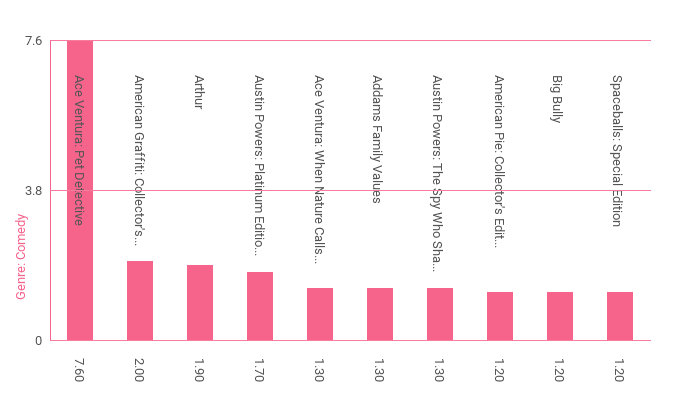 7.6
3.8
0
Genre: Comedy
Ace Ventura: Pet Detective
American Graffiti: Collector's...
Arthur
Austin Powers: Platinum Editio...
Ace Ventura: When Nature Calls...
Addams Family Values
Austin Powers: The Spy Who Sha...
American Pie: Collector's Edit...
Big Bully
Spaceballs: Special Edition
7.60
2.00
1.90
1.70
1.30
1.30
1.30
1.20
1.20
1.20